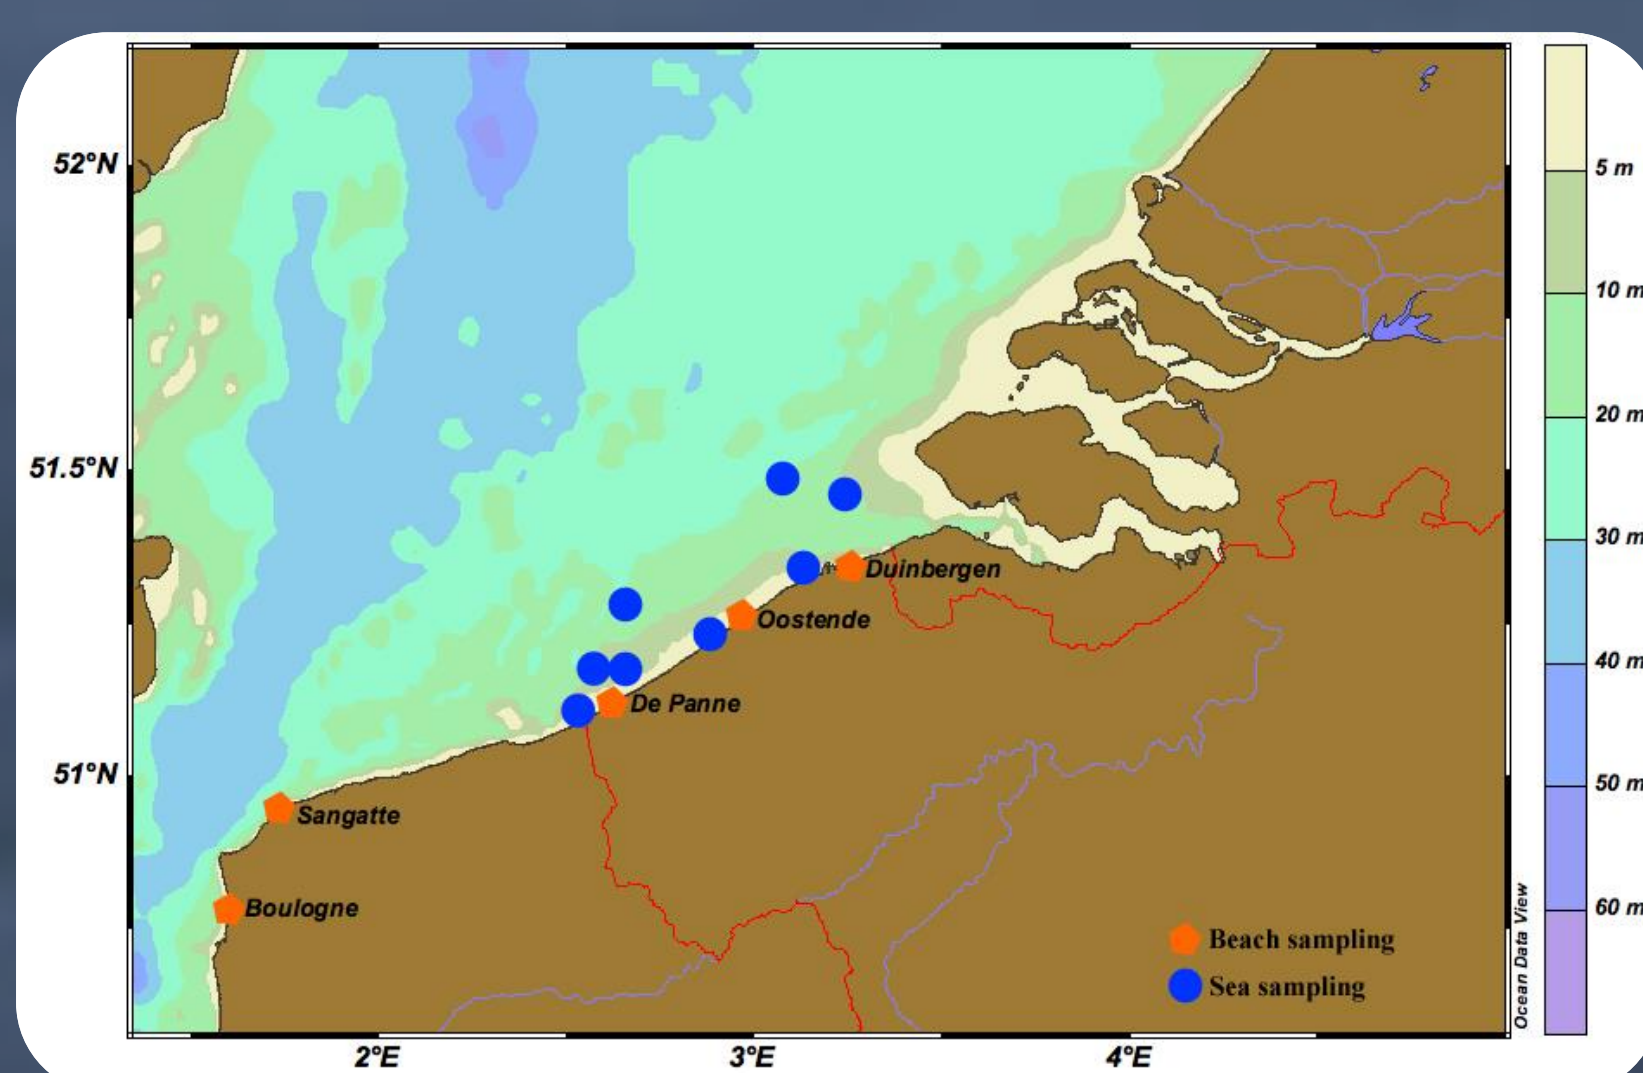 52°N
51.5°N
51°N
2°E
3°E
4°E
Duinbergen
Oostende
De Panne
Sangatte
Boulogne
Beach sampling
Sea sampling
Ocean Data View
5 m
10 m
20 m
30 m
40 m
50 m
60 m